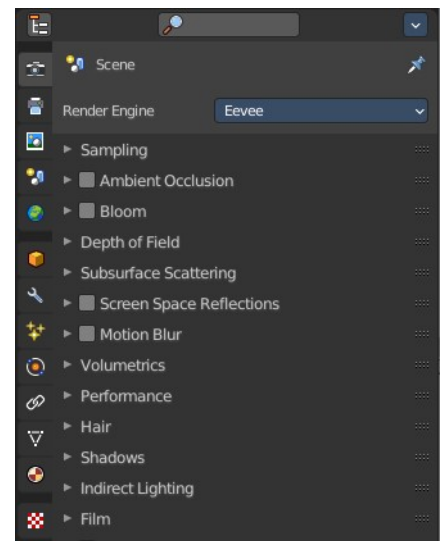 Scene
Render Engine Eevee
Sampling
Ambient Occlusion
Bloom
Depth of Field
Subsurface Scattering
Screen Space Reflections
Motion Blur
Volumetrics
Performance
Hair
Shadows
Indirect Lighting
Film